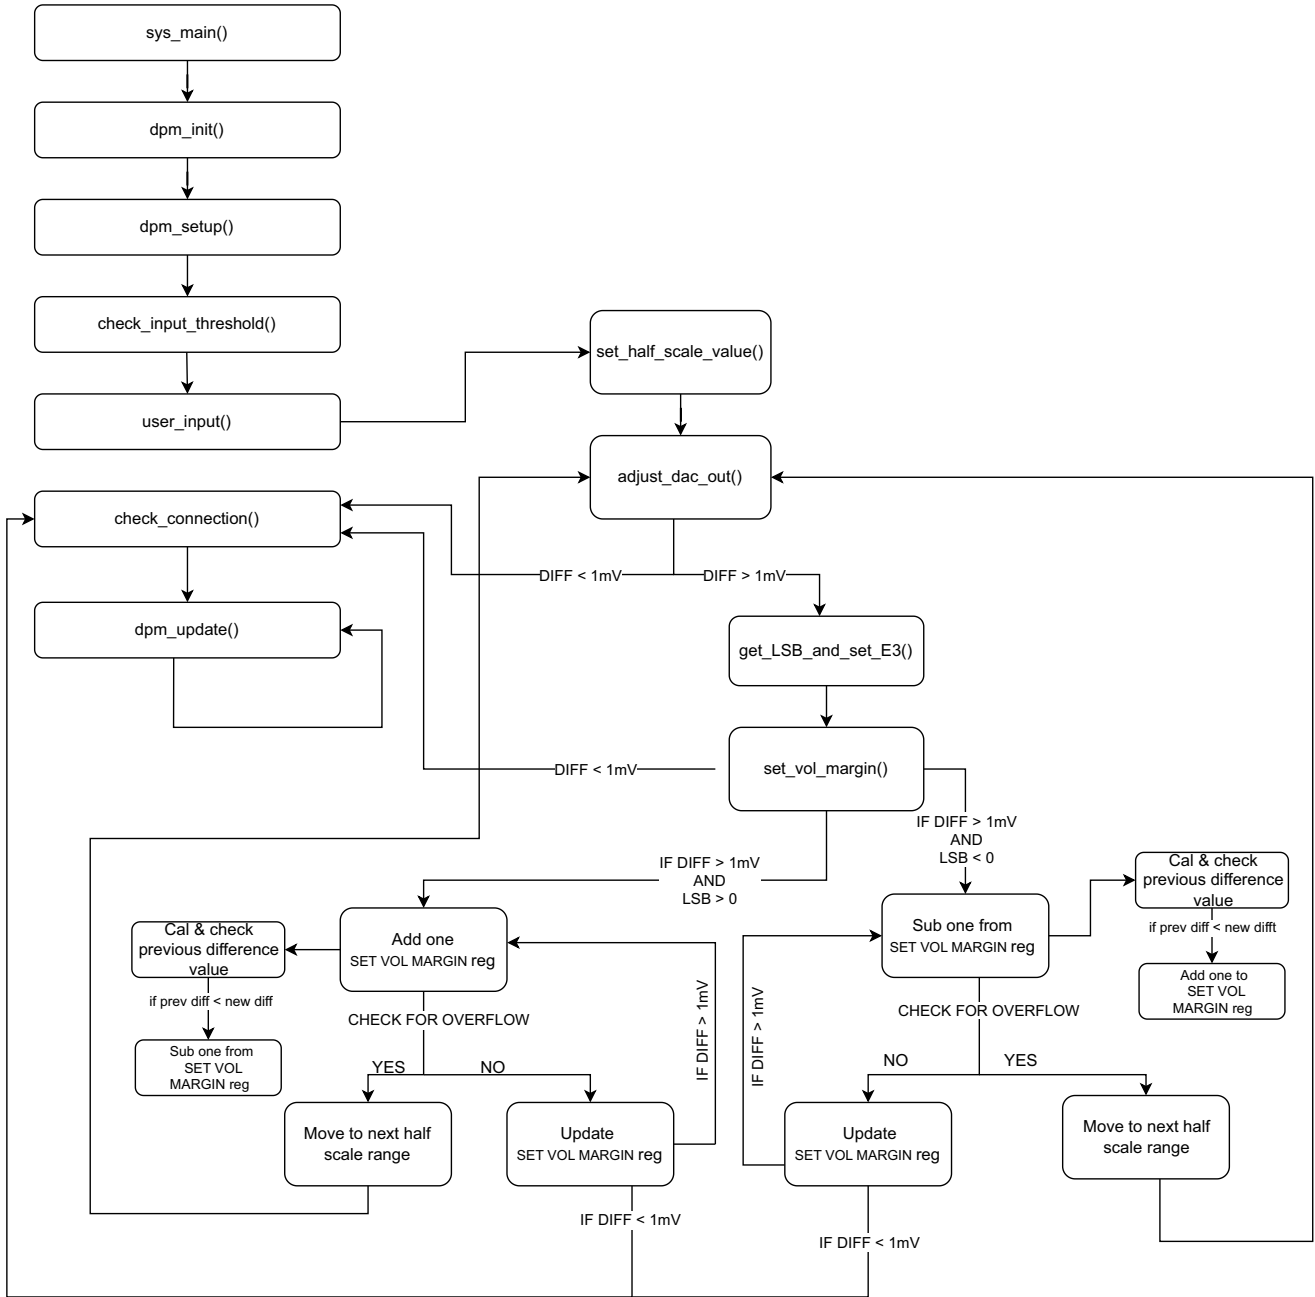 sys_main()
dpm_init()
dpm_setup()
check_input_threshold()
user_input()
set_half_scale_value()
adjust_dac_out()
check_connection()
dpm_update()
DIFF < 1mV
DIFF > 1mV
get_LSB_and_set_E3()
set_vol_margin()
DIFF < 1mV
IF DIFF > 1mV
AND
LSB < 0
IF DIFF > 1mV
AND
LSB > 0
Cal & check
previous difference
value
if prev diff < new diff
Sub one from
SET VOL
MARGIN reg
Add one
SET VOL MARGIN reg
CHECK FOR OVERFLOW
YES
NO
Move to next half
scale range
Update
SET VOL MARGIN reg
IF DIFF > 1mV
IF DIFF < 1mV
Sub one from
SET VOL MARGIN reg
CHECK FOR OVERFLOW
NO
YES
IF DIFF > 1mV
Update
SET VOL MARGIN reg
IF DIFF < 1mV
Move to next half
scale range
Cal & check
previous difference
value
if prev diff < new difft
Add one to
SET VOL
MARGIN reg